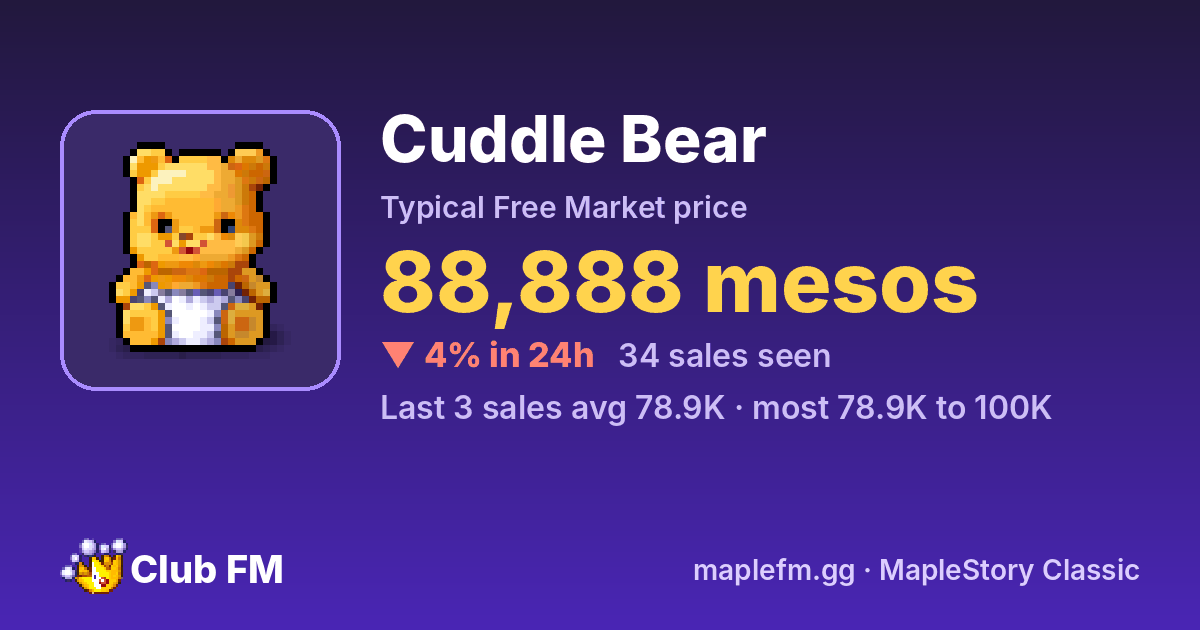 Cuddle Bear
Typical Free Market price
88,888 mesos
▼ 4% in 24h 34 sales seen
Last 3 sales avg 78.9K · most 78.9K to 100K
Club FM
maplefm.gg · MapleStory Classic